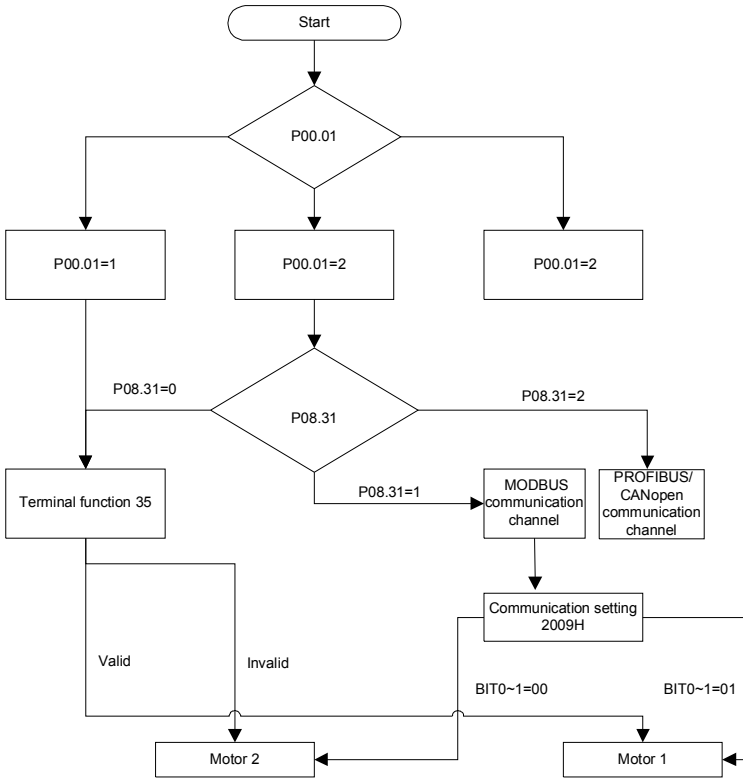 Start
P00.01
P00.01=1
P00.01=2
P00.01=2
P08.31=0
P08.31
P08.31=2
Terminal function 35
P08.31=1
MODBUS
communication
channel
PROFIBUS/
CANopen
communication
channel
Communication setting
2009H
Valid
Invalid
BIT0~1=00
BIT0~1=01
Motor 2
Motor 1